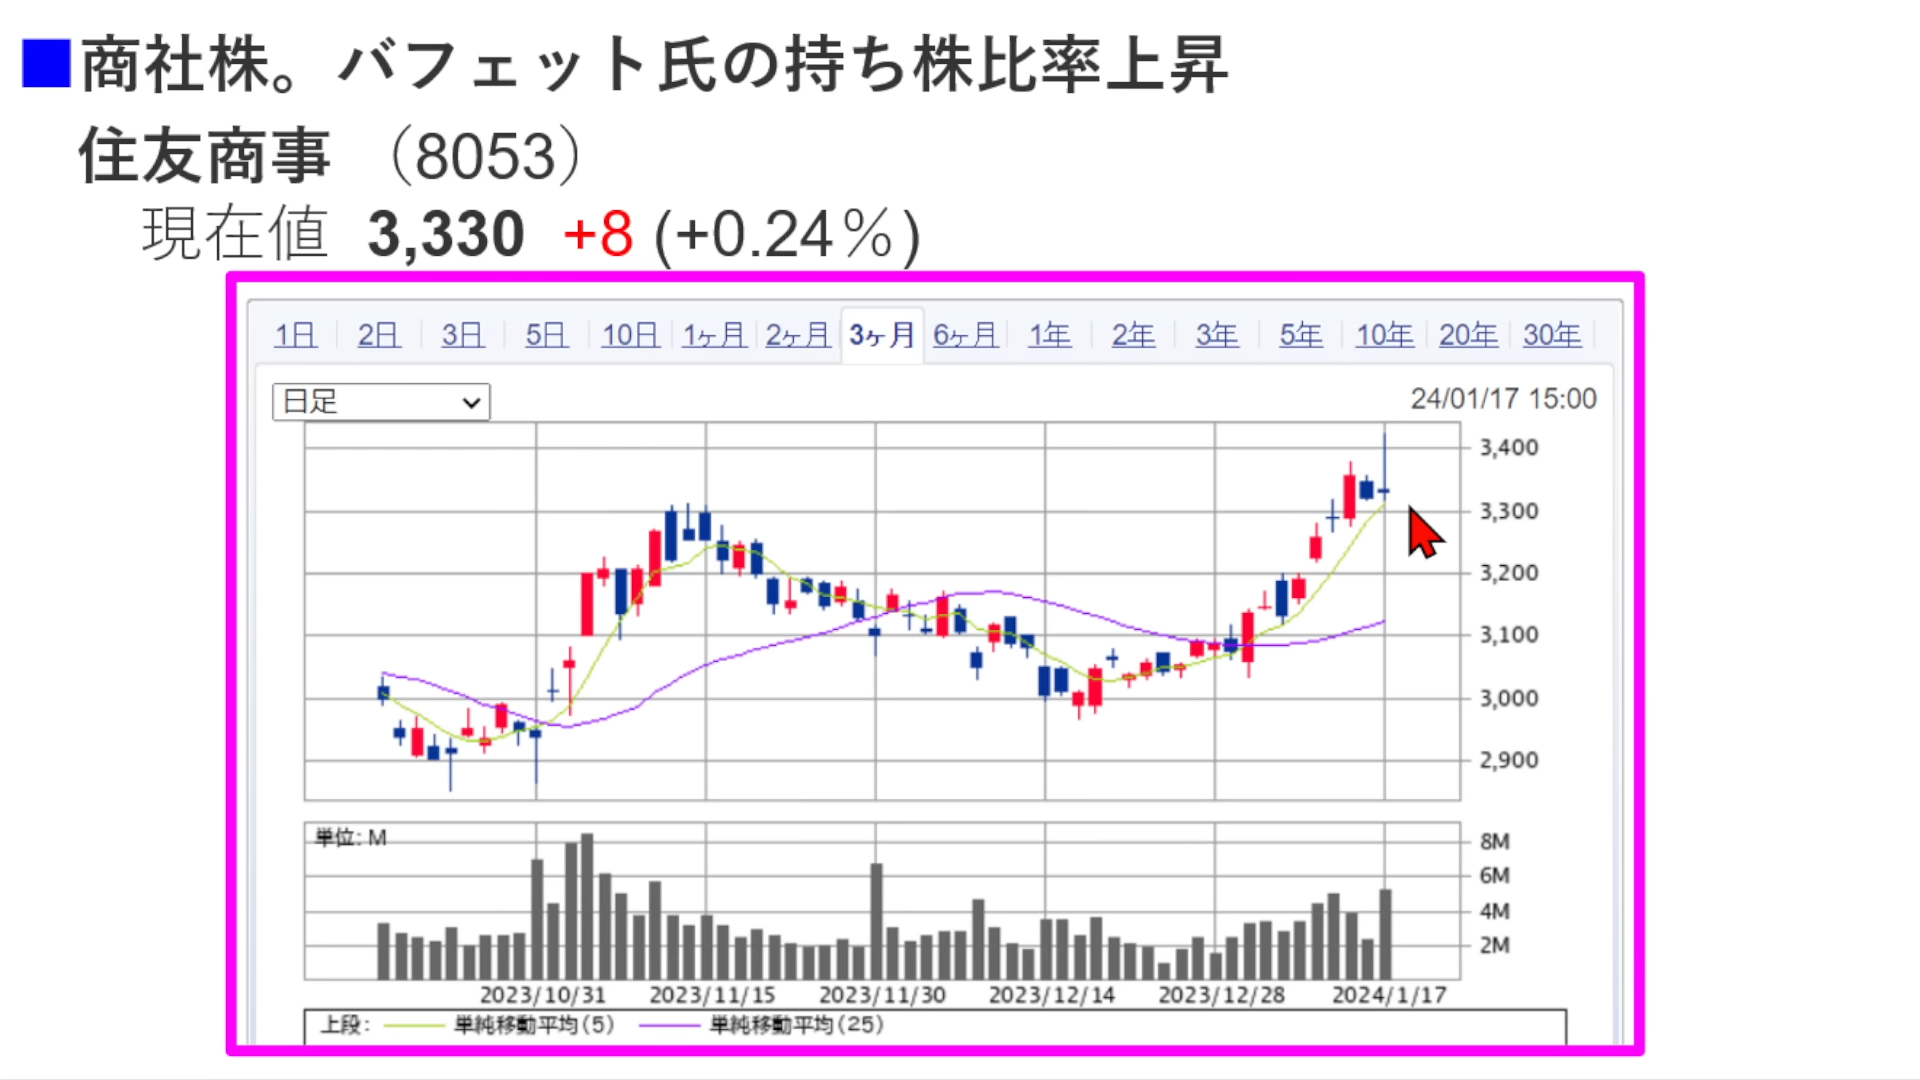 ■商社株。バフェット氏の持ち株比率上昇
住友商事 （8053）
現在値 3,330 +8 (+0.24％)
1日 2日 3日 5日 10日 1ヶ月 2ヶ月 3ヶ月 6ヶ月 1年 2年 3年 5年 10年 20年 30年
日足
24/01/17 15:00
3,400
3,300
3,200
3,100
3,000
2,900
単位: M
8M
6M
4M
2M
2023/10/31 2023/11/15 2023/11/30 2023/12/14 2023/12/28 2024/1/17
上段: 単純移動平均(5) 単純移動平均(25)